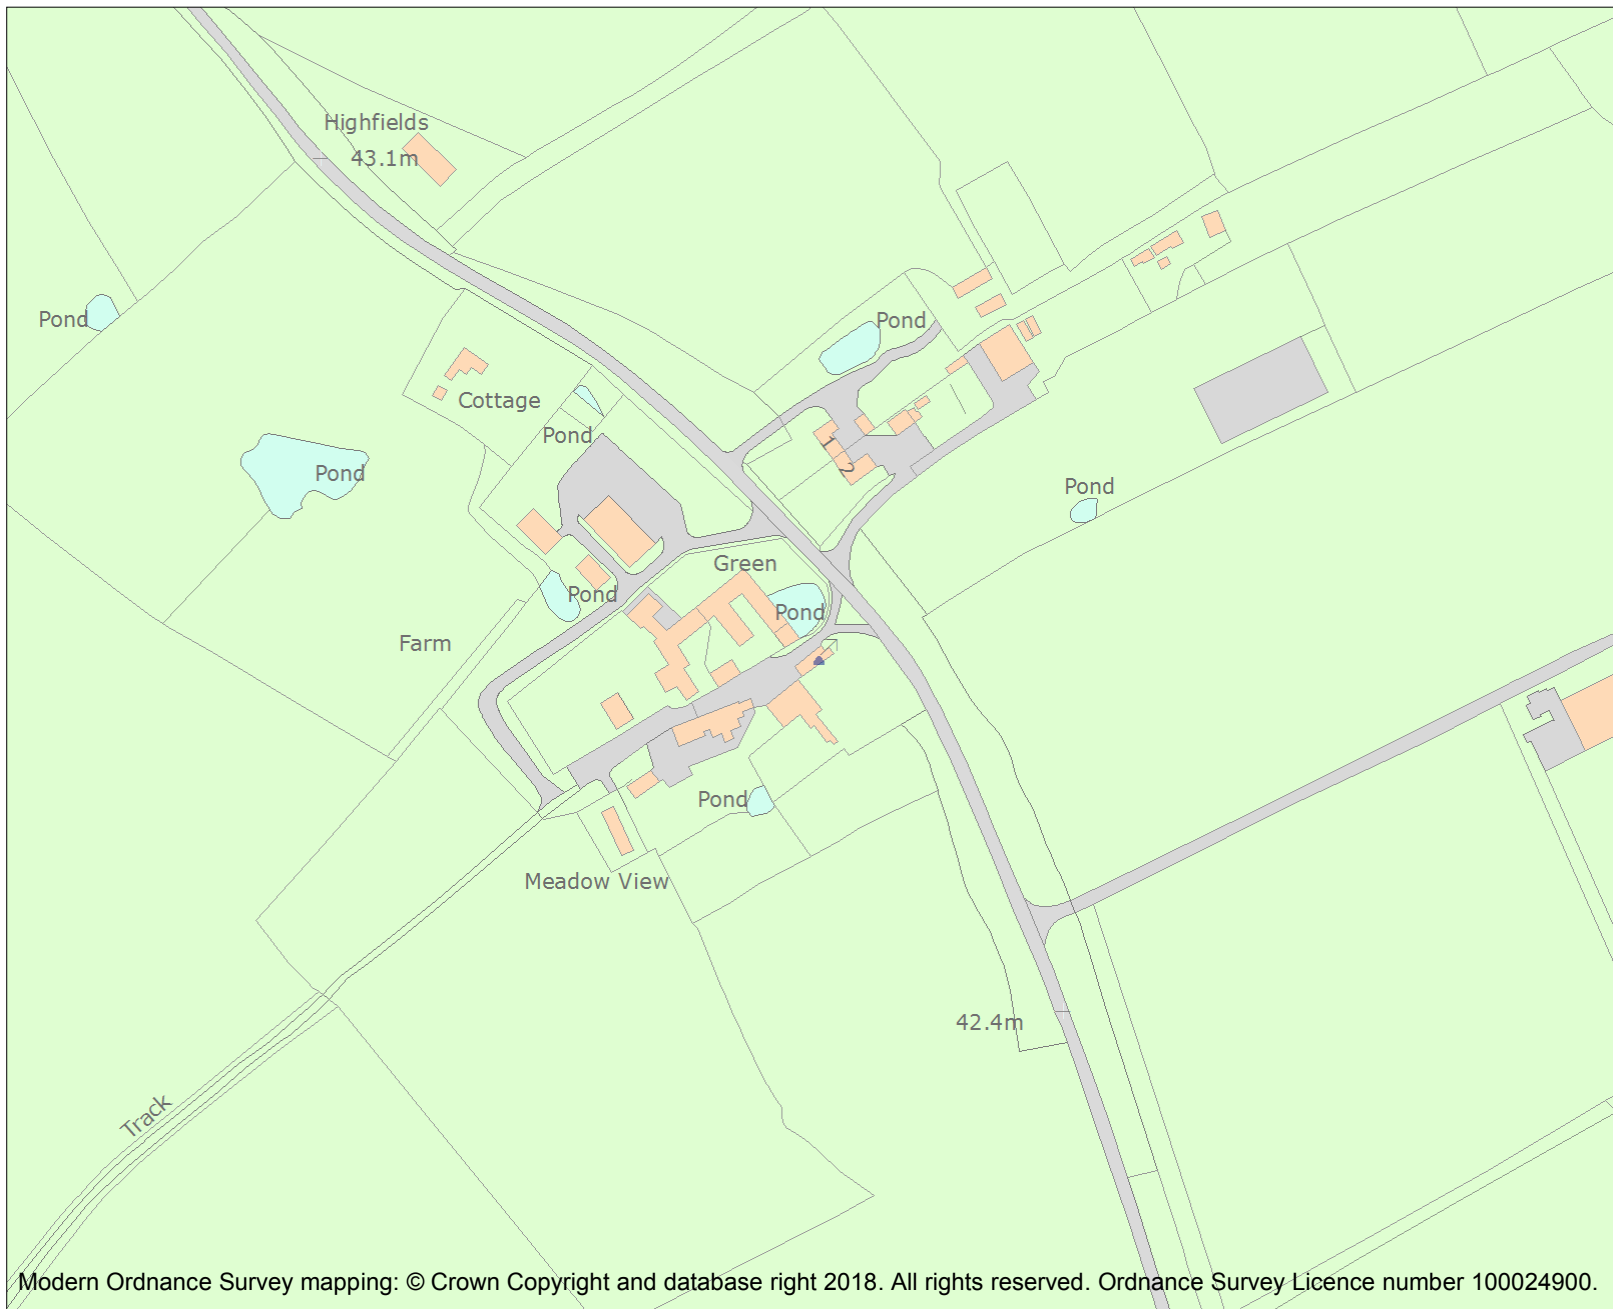 Highfields
43.1m
Pond
Pond
Cottage
Pond
Pond
1
2
Pond
Green
Pond
Pond
Farm
Pond
Meadow View
42.4m
Track
Modern Ordnance Survey mapping: © Crown Copyright and database right 2018. All rights reserved. Ordnance Survey Licence number 100024900.